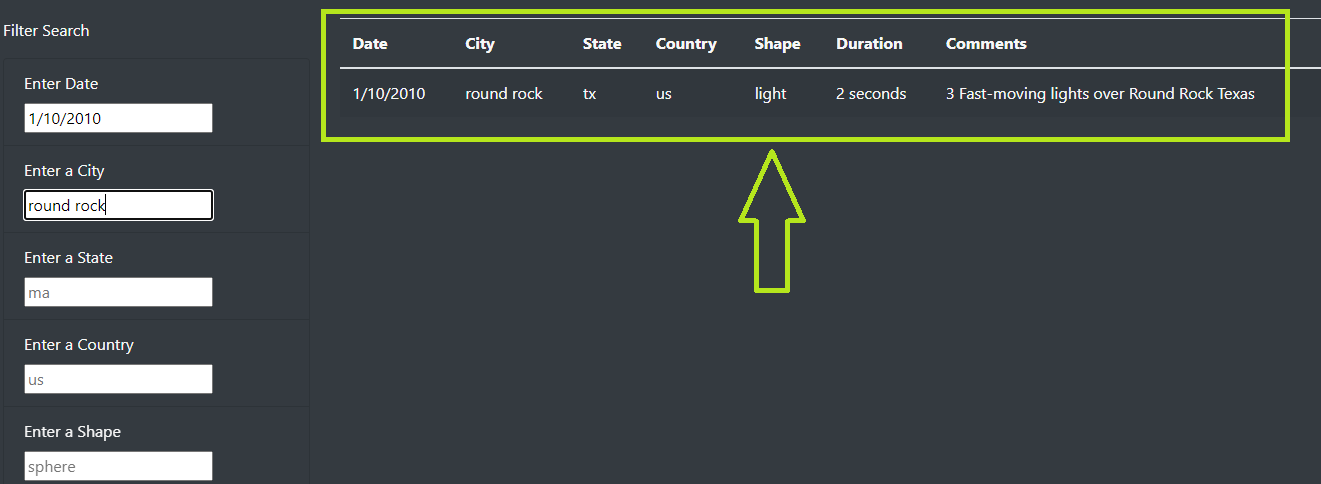 Filter Search
Enter Date
1/10/2010
Enter a City
round rock
Enter a State
ma
Enter a Country
us
Enter a Shape
sphere
Date City State Country Shape Duration Comments
1/10/2010 round rock tx us light 2 seconds 3 Fast-moving lights over Round Rock Texas